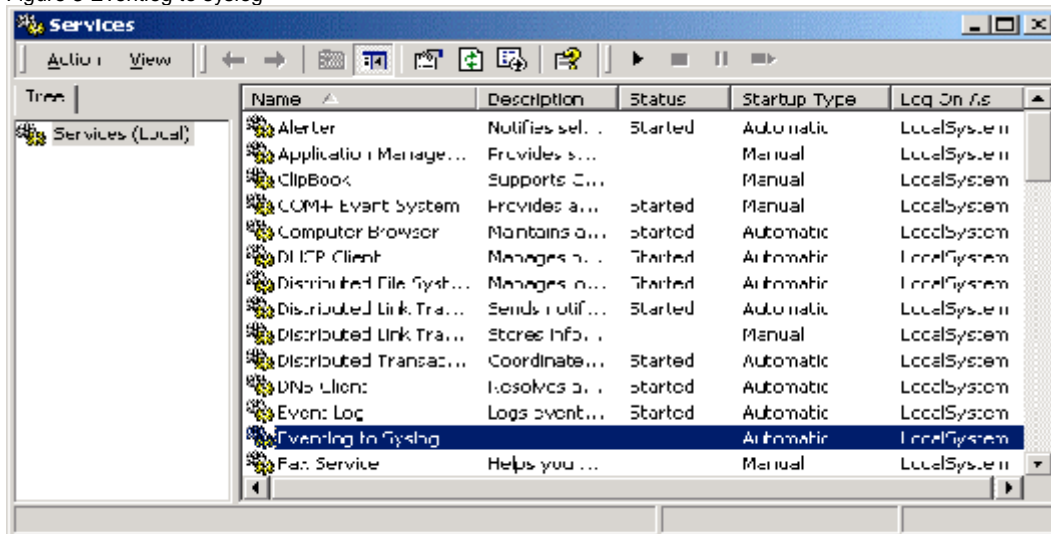 Figure 3 Eventlog to syslog
Services
Action View
Tree
Services (Local)
Name Description Status Startup Type Log On As
Alerter Notifies sel... Started Automatic LocalSystem
Application Manage... Provides s... Manual LocalSystem
ClipBook Supports C... Manual LocalSystem
COM+ Event System Provides a... Started Manual LocalSystem
Computer Browser Maintains a... Started Automatic LocalSystem
DHCP Client Manages n... Started Automatic LocalSystem
Distributed File Syst... Manages lo... Started Automatic LocalSystem
Distributed Link Tra... Sends notif... Started Automatic LocalSystem
Distributed Link Tra... Stores info... Manual LocalSystem
Distributed Transac... Coordinate... Started Automatic LocalSystem
DNS Client Resolves a... Started Automatic LocalSystem
Event Log Logs event... Started Automatic LocalSystem
Eventlog to Syslog Automatic LocalSystem
Fax Service Helps you ... Manual LocalSystem